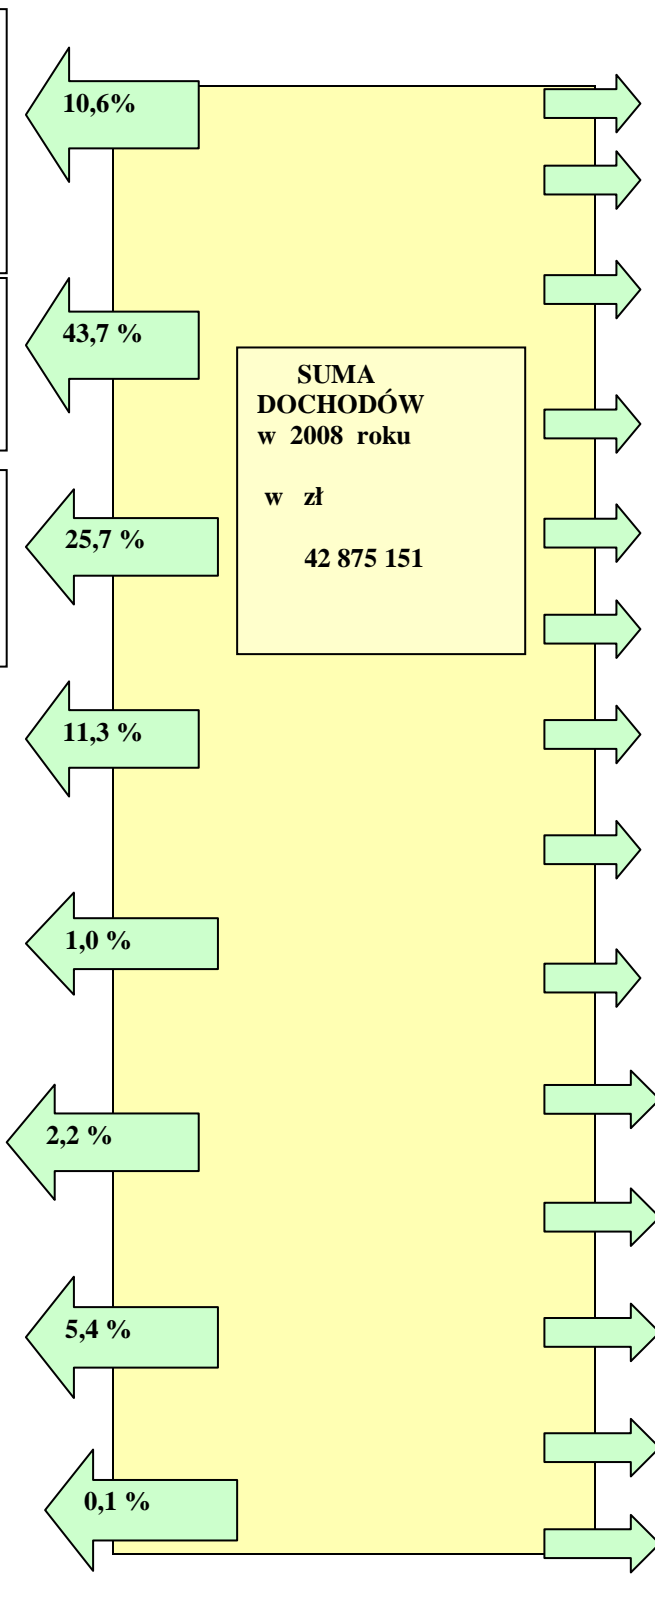 10,6%
43,7 %
SUMA
DOCHODÓW
w 2008 roku
w zł
42 875 151
25,7 %
11,3 %
1,0 %
2,2 %
5,4 %
0,1 %